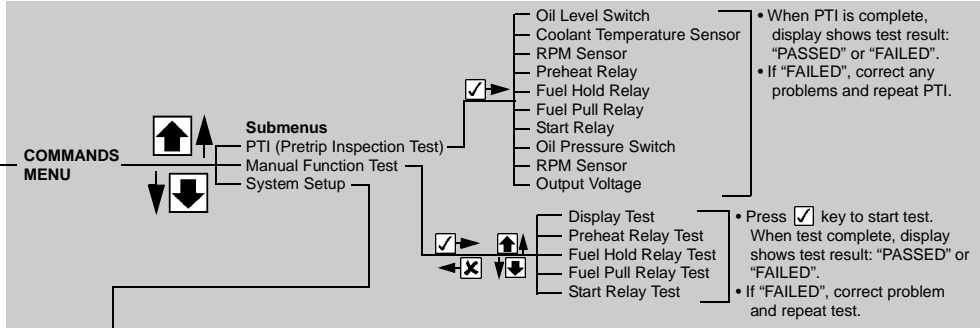 COMMANDS
MENU
Submenus
PTI (Pretrip Inspection Test)
Manual Function Test
System Setup
Oil Level Switch
Coolant Temperature Sensor
RPM Sensor
Preheat Relay
Fuel Hold Relay
Fuel Pull Relay
Start Relay
Oil Pressure Switch
RPM Sensor
Output Voltage
• When PTI is complete,
display shows test result:
“PASSED” or “FAILED”.
• If “FAILED”, correct any
problems and repeat PTI.
Display Test
Preheat Relay Test
Fuel Hold Relay Test
Fuel Pull Relay Test
Start Relay Test
• Press ✓ key to start test.
When test complete, display
shows test result: “PASSED” or
“FAILED”.
• If “FAILED”, correct problem
and repeat test.